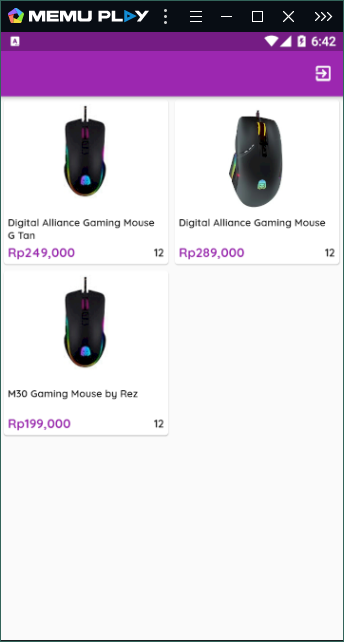 MEMU PLAY
6:42
Digital Alliance Gaming Mouse
G Tan
Rp249,000 12
Digital Alliance Gaming Mouse
Rp289,000 12
M30 Gaming Mouse by Rez
Rp199,000 12